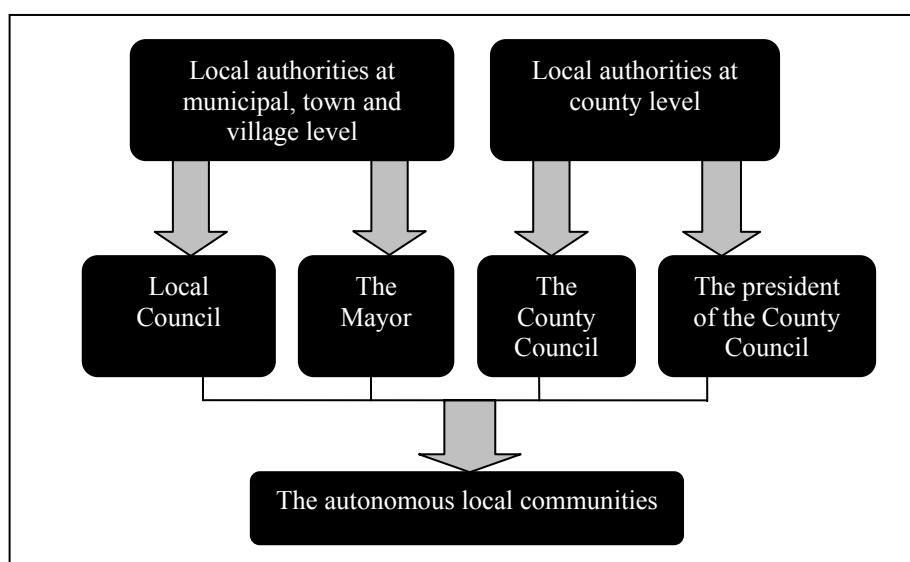 Local authorities at
municipal, town and
village level
Local authorities at
county level
Local
Council
The
Mayor
The
County
Council
The president
of the County
Council
The autonomous local communities